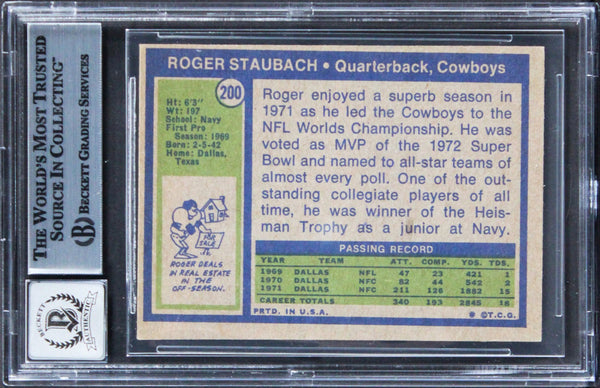 THE WORLD'S MOST TRUSTED
SOURCE IN COLLECTING™
BECKETT GRADING SERVICES
BECKETT
AUTHENTIC
ROGER STAUBACH • Quarterback, Cowboys
200
Ht: 6'3"
Wt: 197
School: Navy
First Pro
Season: 1969
Born: 2-5-42
Home: Dallas,
Texas
FOR
SALE
ROGER DEALS
IN REAL ESTATE
IN THE
OFF-SEASON.
Roger enjoyed a superb season in
1971 as he led the Cowboys to the
NFL Worlds Championship. He was
voted as MVP of the 1972 Super
Bowl and named to all-star teams of
almost every poll. One of the out-
standing collegiate players of all
time, he was winner of the Heis-
man Trophy as a junior at Navy.
PASSING RECORD
YEAR TEAM ATT. COMP. YDS. TDS.
1969 DALLAS NFL 47 23 421 1
1970 DALLAS NFC 82 44 542 2
1971 DALLAS NFC 211 126 1882 15
CAREER TOTALS 340 193 2845 18
PRTD. IN U.S.A. ©T.C.G.